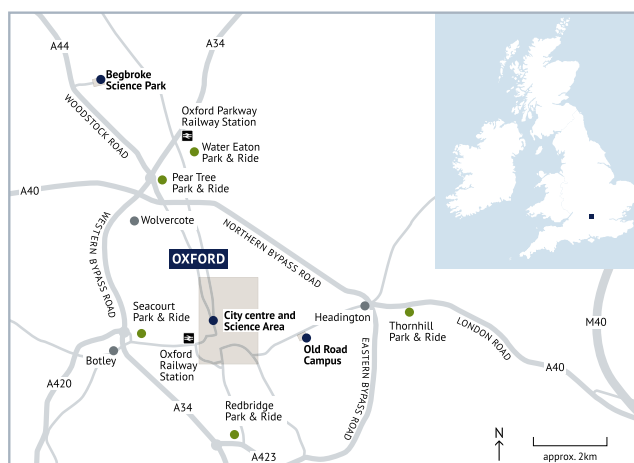 A44
A34
Begbroke
Science Park
WOODSTOCK ROAD
Oxford Parkway
Railway Station
Water Eaton
Park & Ride
Pear Tree
Park & Ride
A40
Wolvercote
WESTERN BYPASS ROAD
NORTHERN BYPASS ROAD
OXFORD
Seacourt
Park & Ride
City centre and
Science Area
Headington
Thornhill
Park & Ride
LONDON ROAD
M40
Botley
Oxford
Railway
Station
Old Road
Campus
EASTERN BYPASS ROAD
A40
A420
A34
Redbridge
Park & Ride
A423
N
approx. 2km